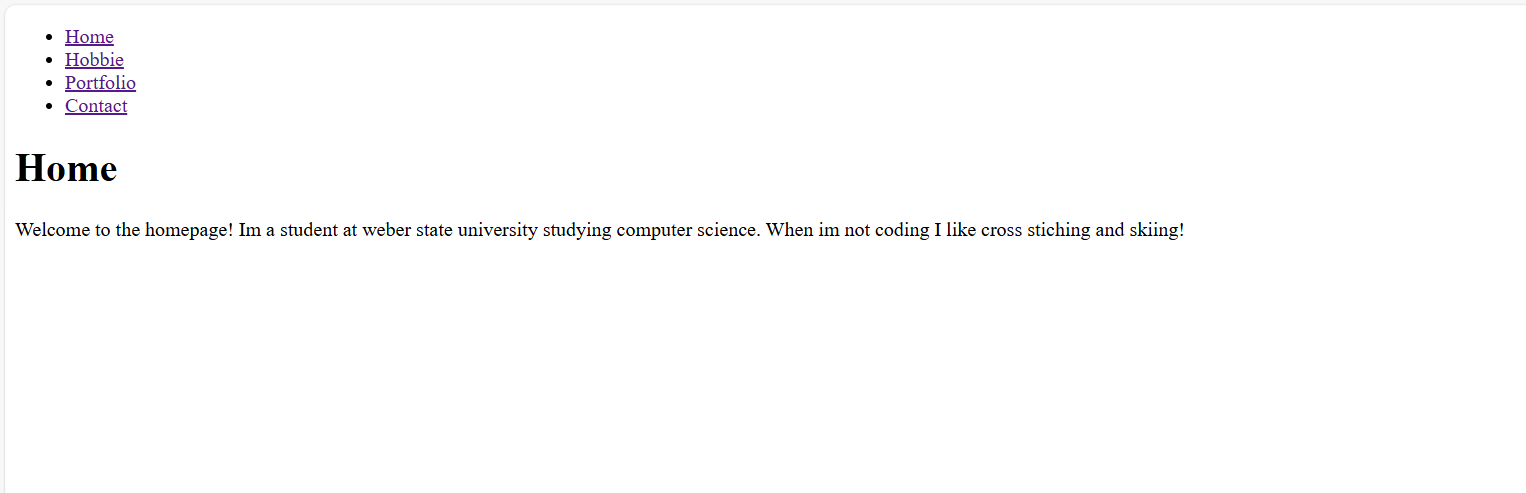 Home
Hobbie
Portfolio
Contact
Home
Welcome to the homepage! Im a student at weber state university studying computer science. When im not coding I like cross stiching and skiing!